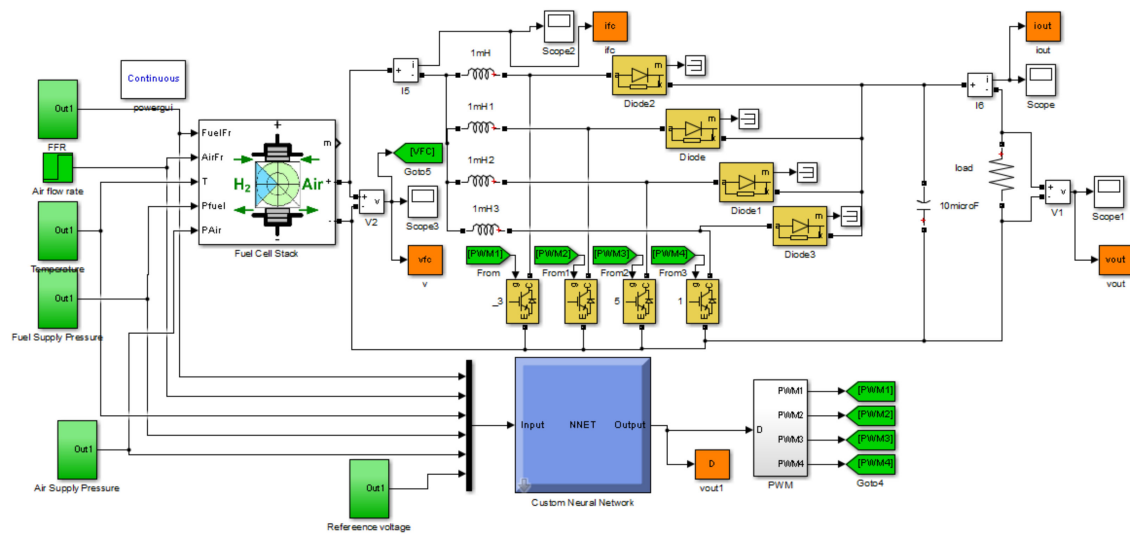 Continuous
powergui
Out1
FFR
Air flow rate
Out1
Temperature
Out1
Fuel Supply Pressure
Out1
Air Supply Pressure
FuelFr
AirFr
T
Pfuel
PAir
H2
Air
m
+
-
Fuel Cell Stack
+
-
v
V2
[VFC]
Goto5
Scope3
vfc
v
+
i
-
I5
Scope2
ifc
ifc
1mH
1mH1
1mH2
1mH3
m
Diode2
m
Diode
m
Diode1
m
Diode3
[PWM1]
From
[PWM2]
From1
[PWM3]
From2
[PWM4]
From3
g
C
E
_3
g
C
E
g
C
E
5
g
C
E
1
10microF
+
i
-
I6
iout
iout
Scope
load
+
-
v
V1
Scope1
vout
vout
Out1
Refereence voltage
Input
NNET
Output
Custom Neural Network
D
vout1
D
PWM1
PWM2
PWM3
PWM4
PWM
[PWM1]
[PWM2]
[PWM3]
[PWM4]
Goto4